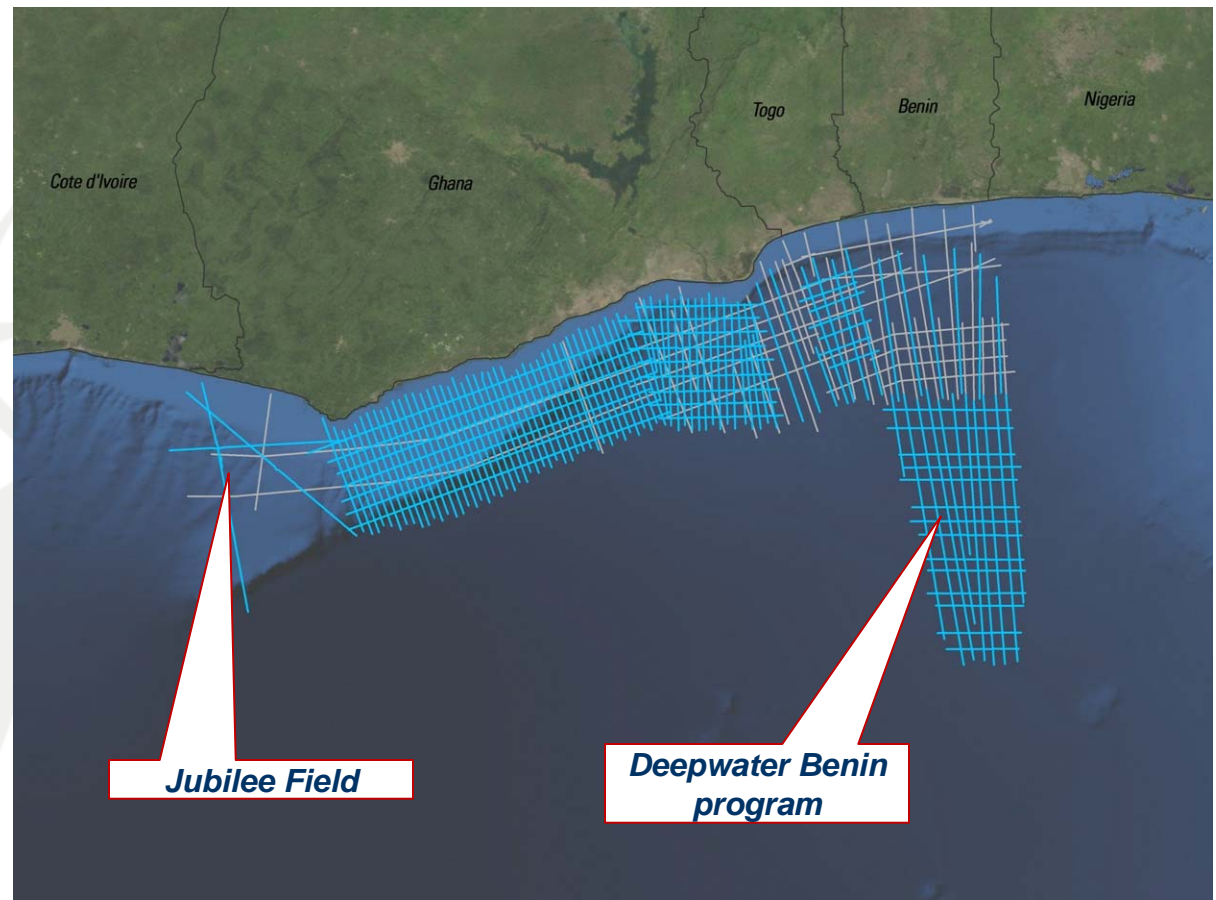 Togo
Benin
Nigeria
Cote d'Ivoire
Ghana
Jubilee Field
Deepwater Benin
program